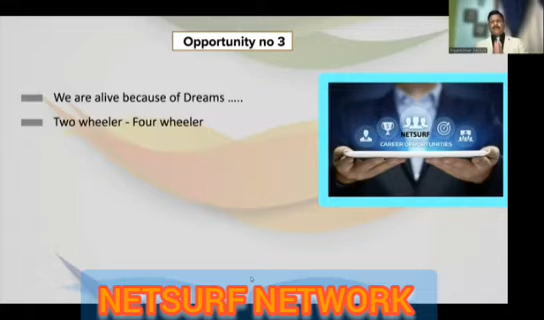 Opportunity no 3
We are alive because of Dreams .....
Two wheeler - Four wheeler
NETSURF
CAREER OPPORTUNITIES
NETSURF NETWORK